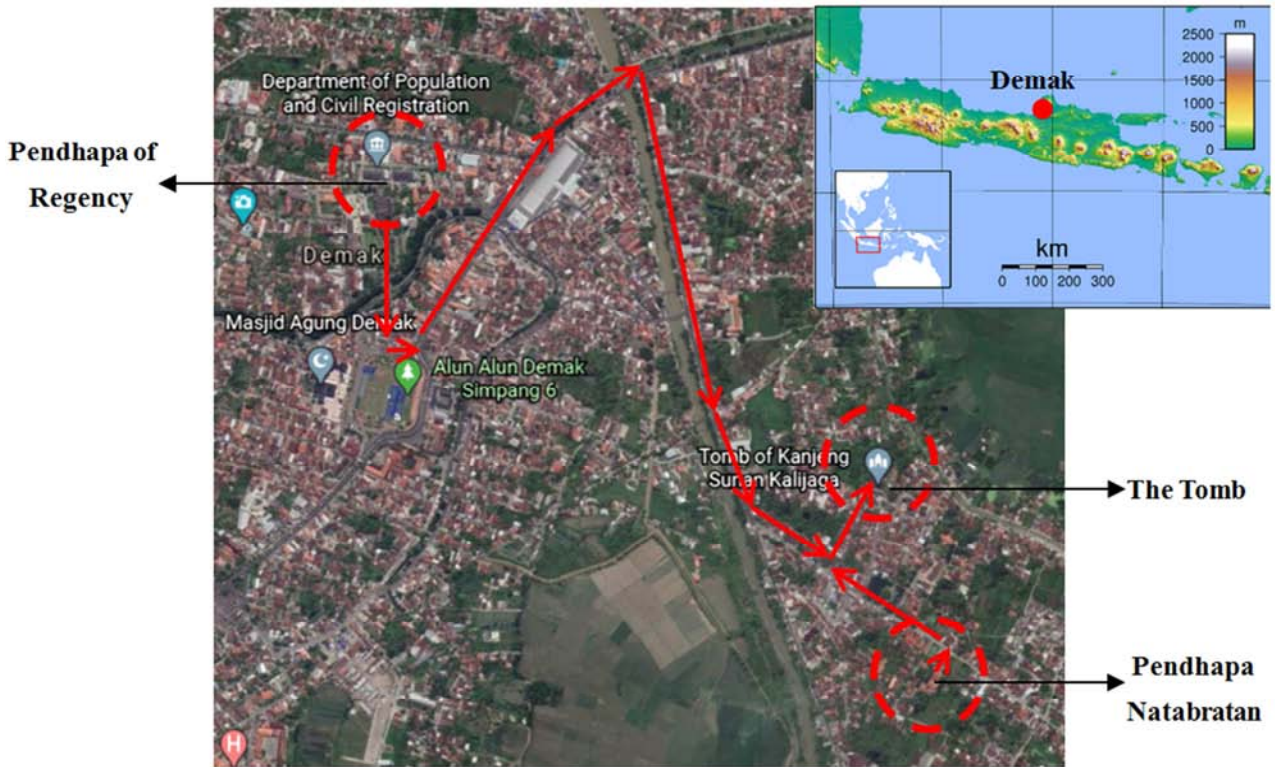 Department of Population
and Civil Registration
Pendhapa of
Regency
Demak
Masjid Agung Demak
Alun Alun Demak
Simpang 6
Tomb of Kanjeng
Sunan Kalijaga
The Tomb
Pendhapa
Natabratan
H
Demak
m
2500
2000
1500
1000
500
0
km
0 100 200 300